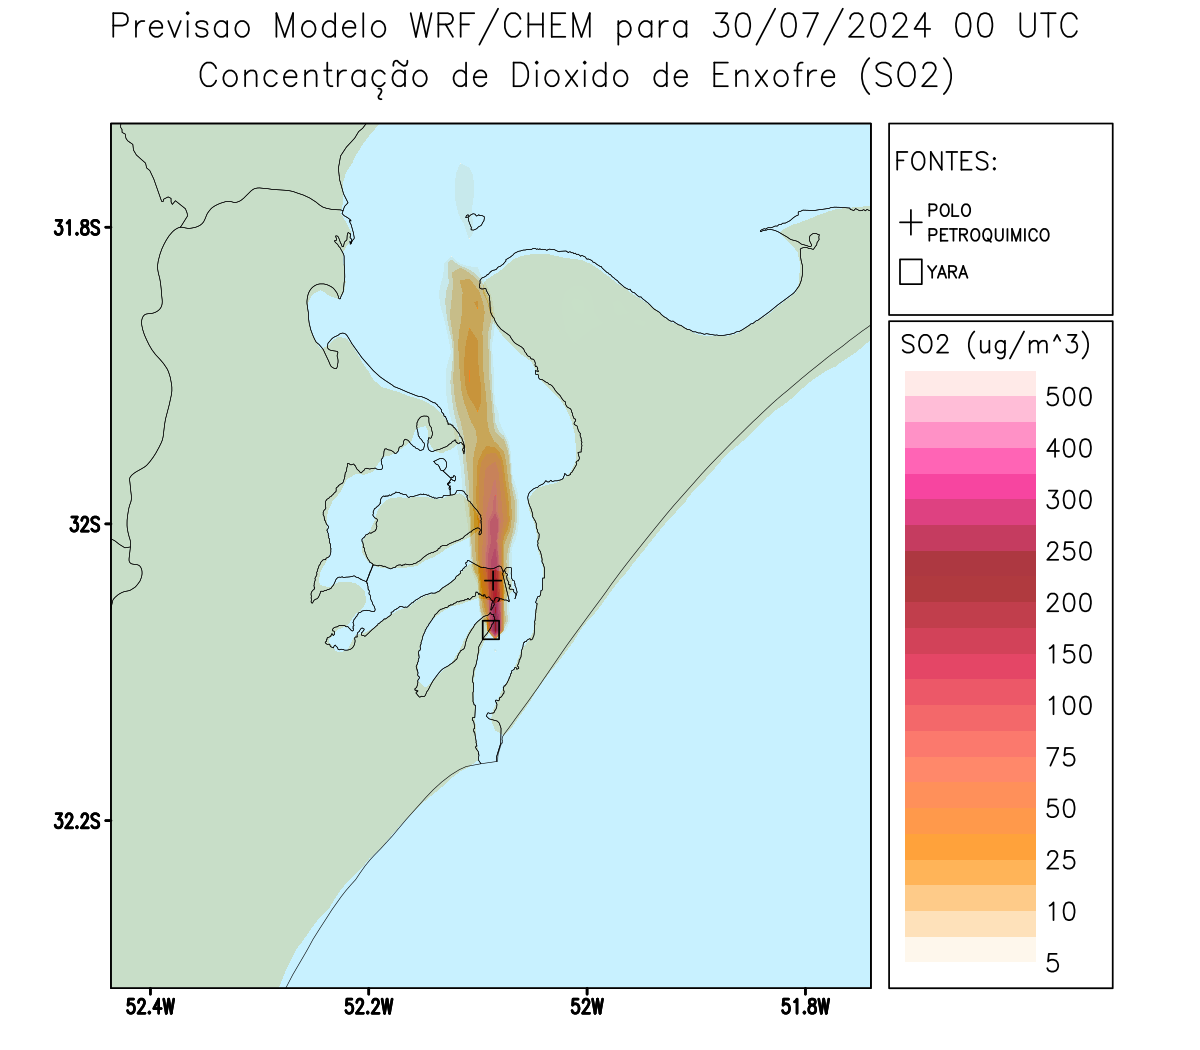 Previsao Modelo WRF/CHEM para 30/07/2024 00 UTC
Concentração de Dioxido de Enxofre (SO2)
FONTES:
POLO
PETROQUIMICO
YARA
31.8S
32S
32.2S
52.4W
52.2W
52W
51.8W
SO2 (ug/m^3)
500
400
300
250
200
150
100
75
50
25
10
5